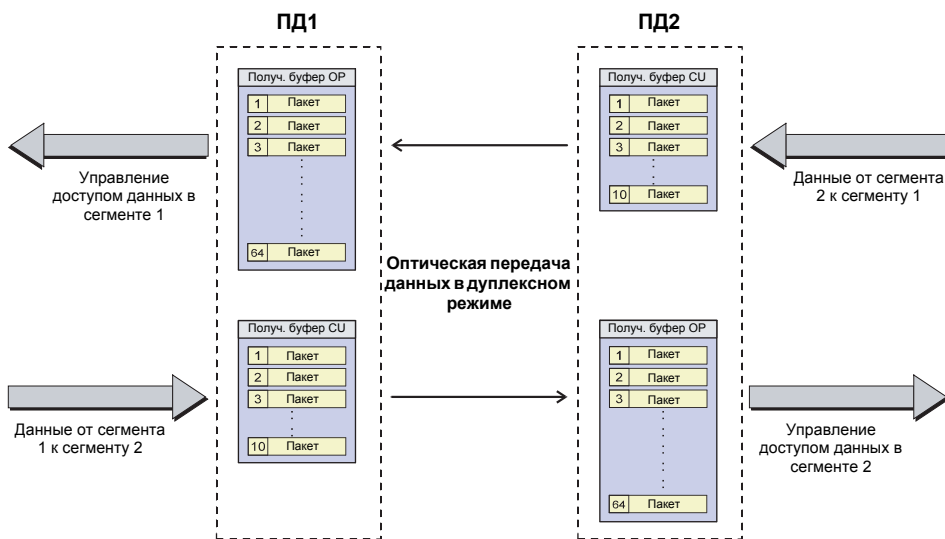 ПД1
ПД2
Получ. буфер OP
1 Пакет
2 Пакет
3 Пакет
64 Пакет
Получ. буфер CU
1 Пакет
2 Пакет
3 Пакет
10 Пакет
Управление
доступом данных в
сегменте 1
Данные от сегмента
2 к сегменту 1
Оптическая передача
данных в дуплексном
режиме
Получ. буфер CU
1 Пакет
2 Пакет
3 Пакет
10 Пакет
Получ. буфер OP
1 Пакет
2 Пакет
3 Пакет
64 Пакет
Данные от сегмента
1 к сегменту 2
Управление
доступом данных в
сегменте 2